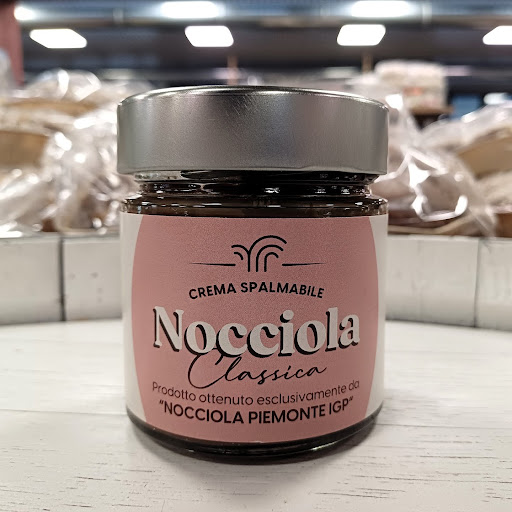 CREMA SPALMABILE
Nocciola
Classica
Prodotto ottenuto esclusivamente da
“NOCCIOLA PIEMONTE IGP”